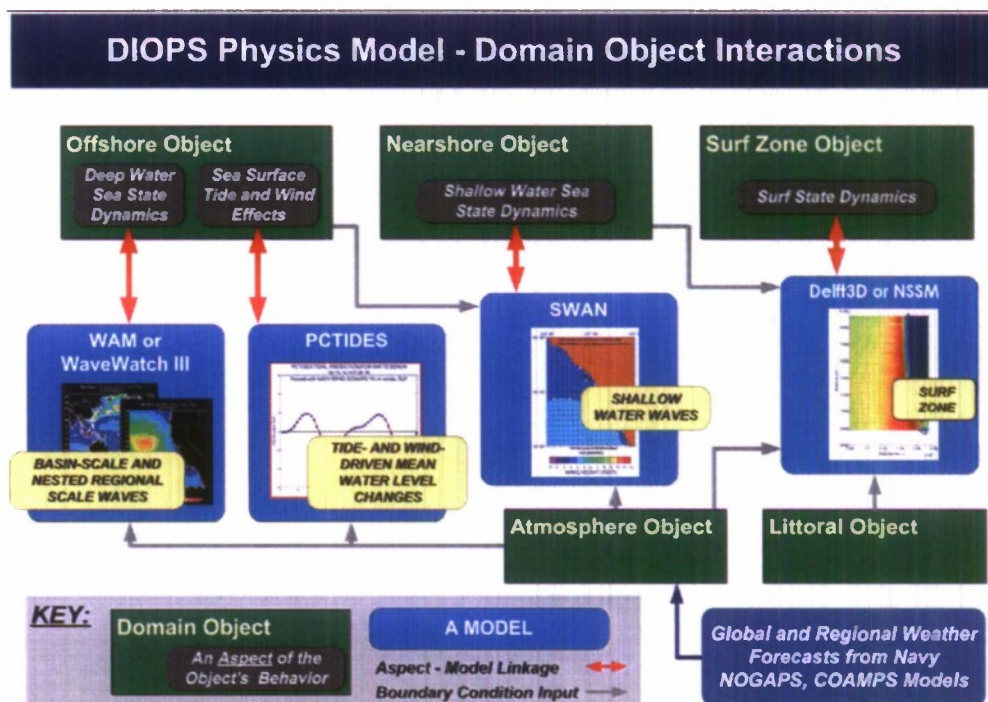 DIOPS Physics Model - Domain Object Interactions
Offshore Object
Deep Water
Sea State
Dynamics
Sea Surface
Tide and Wind
Effects
Nearshore Object
Shallow Water Sea
State Dynamics
Surf Zone Object
Surf State Dynamics
WAM or
WaveWatch III
BASIN-SCALE AND
NESTED REGIONAL
SCALE WAVES
PCTIDES
TIDE- AND WIND-
DRIVEN MEAN
WATER LEVEL
CHANGES
SWAN
SHALLOW
WATER WAVES
Delft3D or NSSM
SURF
ZONE
Atmosphere Object
Littoral Object
KEY:
Domain Object
An Aspect of the
Object's Behavior
A MODEL
Aspect - Model Linkage
Boundary Condition Input
Global and Regional Weather
Forecasts from Navy
NOGAPS, COAMPS Models